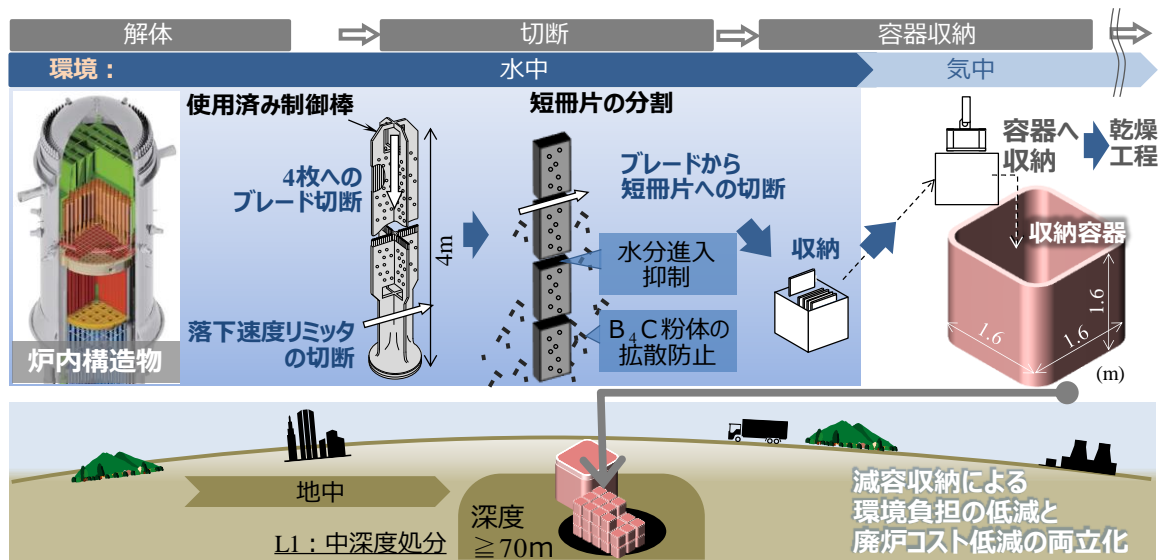 解体
切断
容器収納
環境：
水中
気中
使用済み制御棒
4枚への
ブレード切断
4m
落下速度リミッタ
の切断
炉内構造物
短冊片の分割
ブレードから
短冊片への切断
水分進入
抑制
B₄C粉体の
拡散防止
収納
容器へ
収納
乾燥
工程
収納容器
1.6
1.6
1.6
(m)
地中
L1：中深度処分
深度
≧70m
減容収納による
環境負担の低減と
廃炉コスト低減の両立化